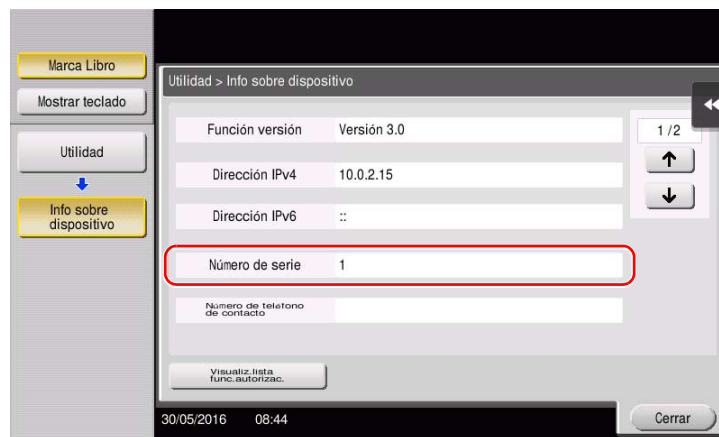 Marca Libro
Mostrar teclado
Utilidad
Info sobre
dispositivo
Utilidad > Info sobre dispositivo
Función versión Versión 3.0
1 /2
Dirección IPv4 10.0.2.15
Dirección IPv6 ::
Número de serie 1
Número de teléfono
de contacto
Visualiz.lista
func.autorizac.
30/05/2016 08:44
Cerrar